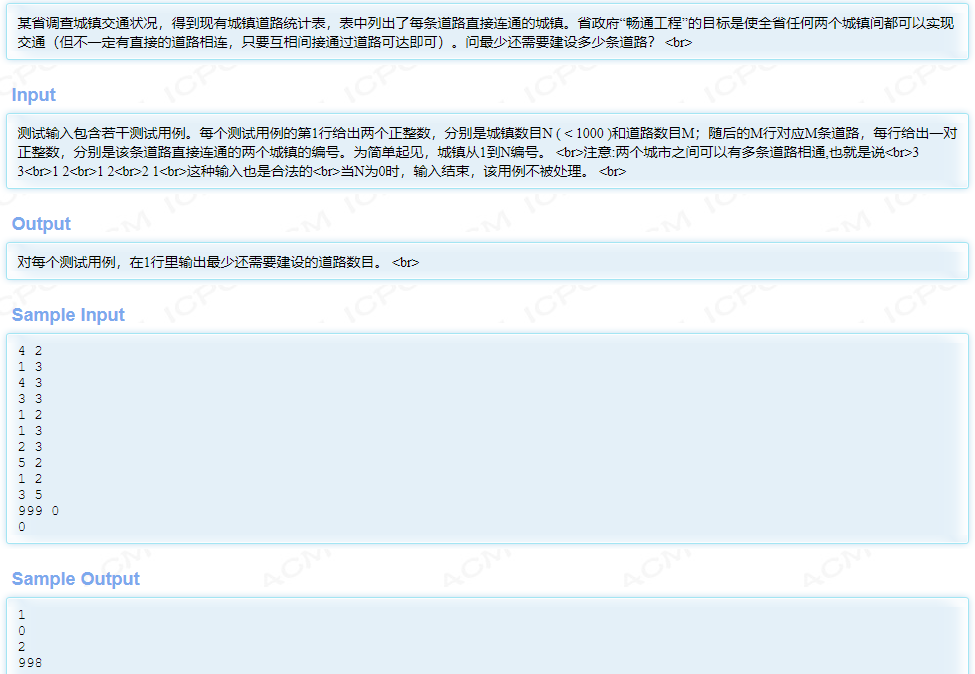 某省调查城镇交通状况，得到现有城镇道路统计表，表中列出了每条道路直接连通的城镇。省政府“畅通工程”的目标是使全省任何两个城镇间都可以实现
交通（但不一定有直接的道路相连，只要互相间接通过道路可达即可）。问最少还需要建设多少条道路？ <br>
Input
测试输入包含若干测试用例。每个测试用例的第1行给出两个正整数，分别是城镇数目N ( < 1000 )和道路数目M；随后的M行对应M条道路，每行给出一对
正整数，分别是该条道路直接连通的两个城镇的编号。为简单起见，城镇从1到N编号。 <br>注意:两个城市之间可以有多条道路相通,也就是说<br>3
3<br>1 2<br>1 2<br>2 1<br>这种输入也是合法的<br>当N为0时，输入结束，该用例不被处理。 <br>
Output
对每个测试用例，在1行里输出最少还需要建设的道路数目。 <br>
Sample Input
4 2
1 3
4 3
3 3
1 2
1 3
2 3
5 2
1 2
3 5
999 0
0
Sample Output
1
0
2
998